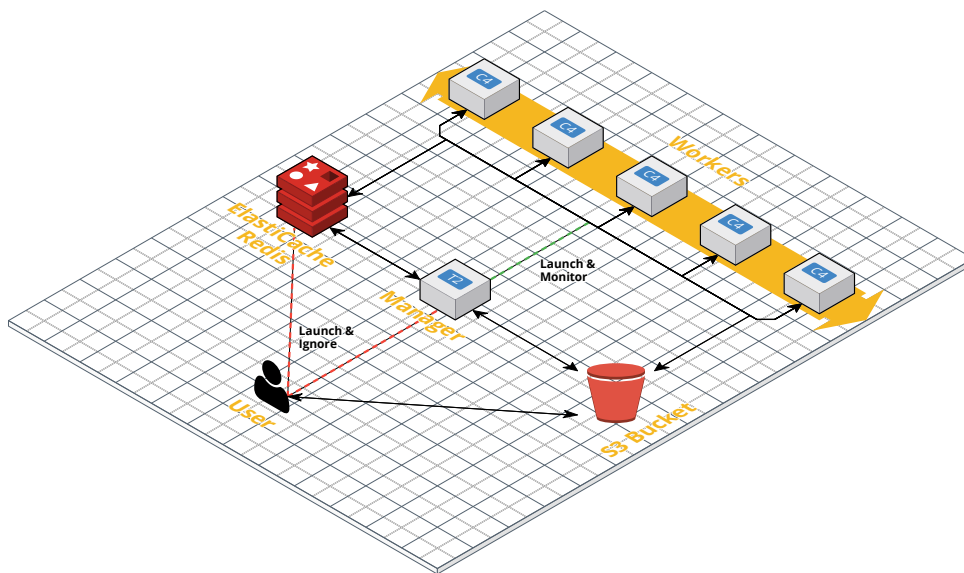 C4
C4
Workers
C4
ElastiCache
Redis
C4
Launch &
Monitor
T2
C4
Manager
Launch &
Ignore
User
S3 Bucket